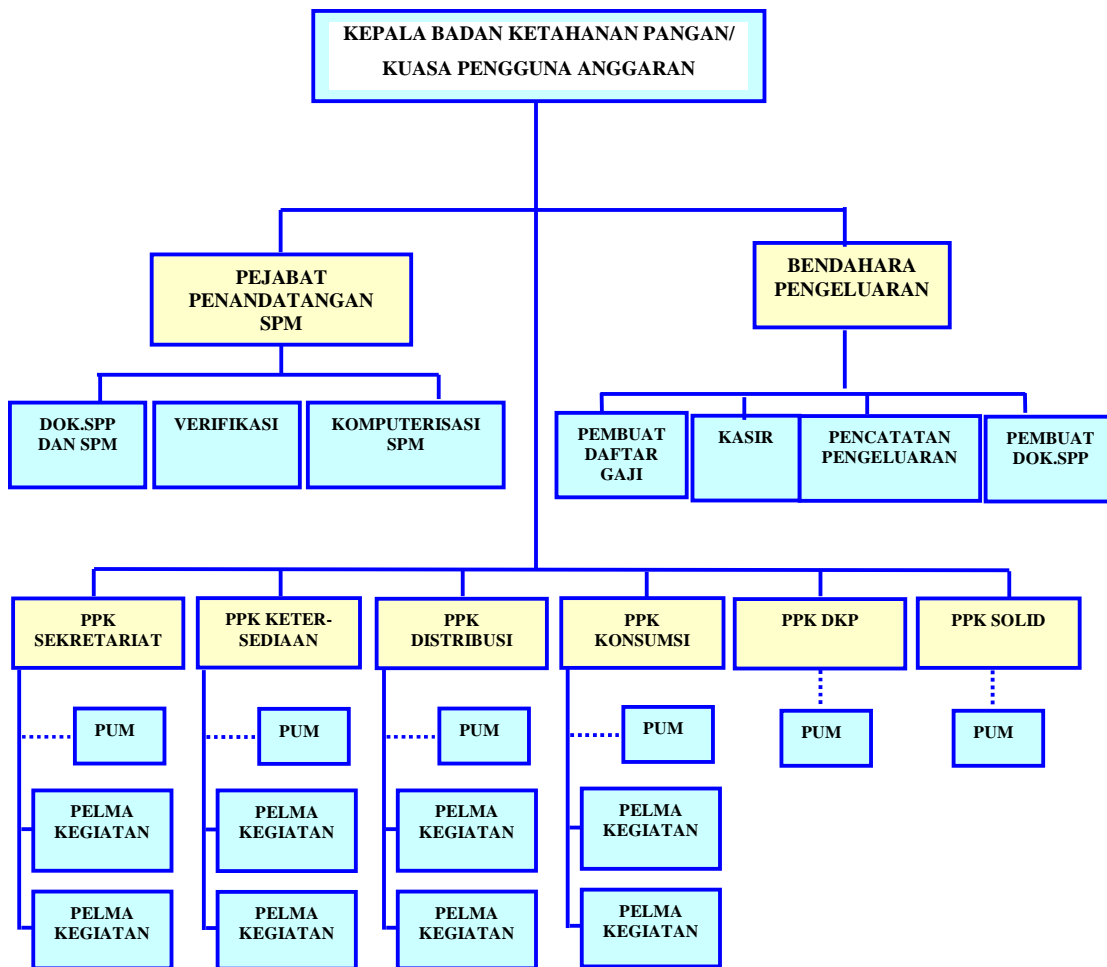 KEPALA BADAN KETAHANAN PANGAN/
KUASA PENGGUNA ANGGARAN
PEJABAT
PENANDATANGAN
SPM
BENDAHARA
PENGELUARAN
DOK.SPP
DAN SPM
VERIFIKASI
KOMPUTERISASI
SPM
PEMBUAT
DAFTAR
GAJI
KASIR
PENCATATAN
PENGELUARAN
PEMBUAT
DOK.SPP
PPK
SEKRETARIAT
PPK KETER-
SEDIAAN
PPK
DISTRIBUSI
PPK
KONSUMSI
PPK DKP
PPK SOLID
PUM
PUM
PUM
PUM
PUM
PUM
PELMA
KEGIATAN
PELMA
KEGIATAN
PELMA
KEGIATAN
PELMA
KEGIATAN
PELMA
KEGIATAN
PELMA
KEGIATAN
PELMA
KEGIATAN
PELMA
KEGIATAN